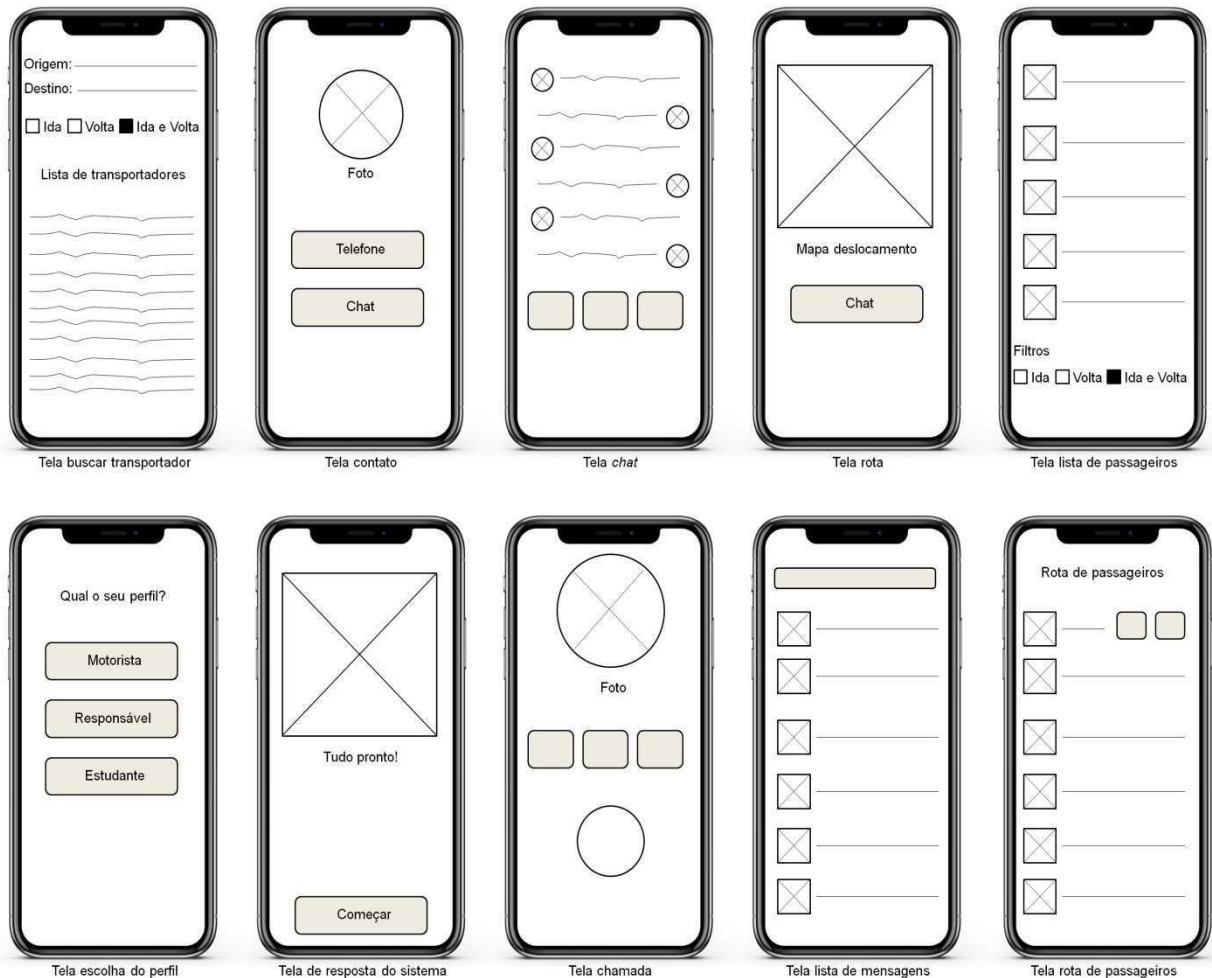 Origem:
Destino:
Ida Volta Ida e Volta
Lista de transportadores
Tela buscar transportador
Foto
Telefone
Chat
Tela contato
Tela chat
Mapa deslocamento
Chat
Tela rota
Filtros
Ida Volta Ida e Volta
Tela lista de passageiros
Qual o seu perfil?
Motorista
Responsável
Estudante
Tela escolha do perfil
Tudo pronto!
Começar
Tela de resposta do sistema
Foto
Tela chamada
Tela lista de mensagens
Rota de passageiros
Tela rota de passageiros